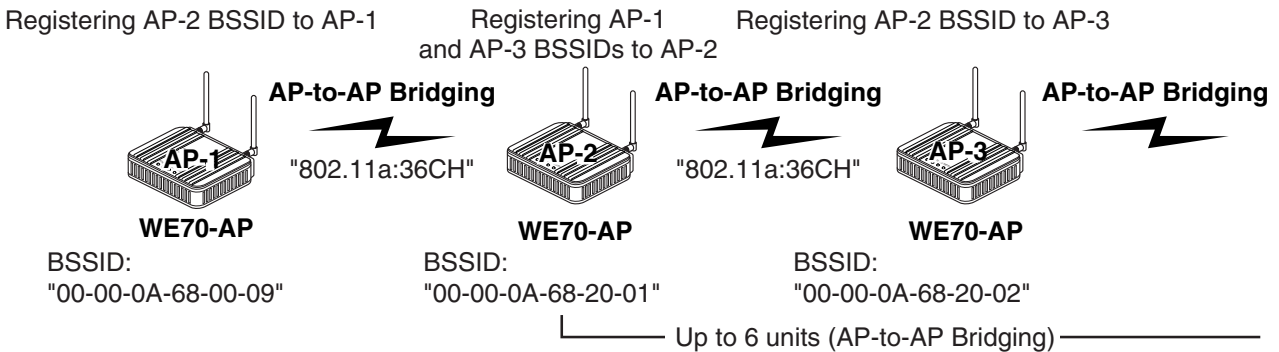 Registering AP-2 BSSID to AP-1
Registering AP-1
and AP-3 BSSIDs to AP-2
Registering AP-2 BSSID to AP-3
AP-to-AP Bridging
AP-to-AP Bridging
AP-to-AP Bridging
AP-1
"802.11a:36CH"
AP-2
"802.11a:36CH"
AP-3
WE70-AP
WE70-AP
WE70-AP
BSSID:
"00-00-0A-68-00-09"
BSSID:
"00-00-0A-68-20-01"
BSSID:
"00-00-0A-68-20-02"
Up to 6 units (AP-to-AP Bridging)